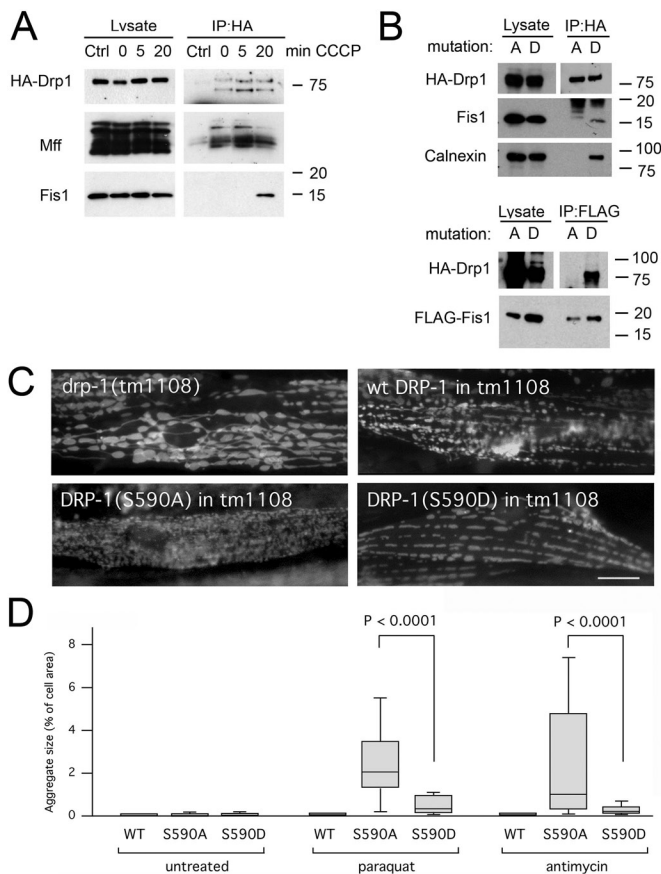 A
Lysate IP:HA
Ctrl 0 5 20 Ctrl 0 5 20 min CCCP
HA-Drp1
– 75
Mff
– 20
Fis1
– 15
B
Lysate IP:HA
mutation: A D A D
HA-Drp1
– 75
– 20
Fis1
– 15
– 100
Calnexin
– 75
Lysate IP:FLAG
mutation: A D A D
– 100
HA-Drp1
– 75
FLAG-Fis1
– 20
– 15
C
drp-1(tm1108)
wt DRP-1 in tm1108
DRP-1(S590A) in tm1108
DRP-1(S590D) in tm1108
D
P < 0.0001
P < 0.0001
Aggregate size (% of cell area)
8
6
4
2
0
WT S590A S590D WT S590A S590D WT S590A S590D
untreated paraquat antimycin